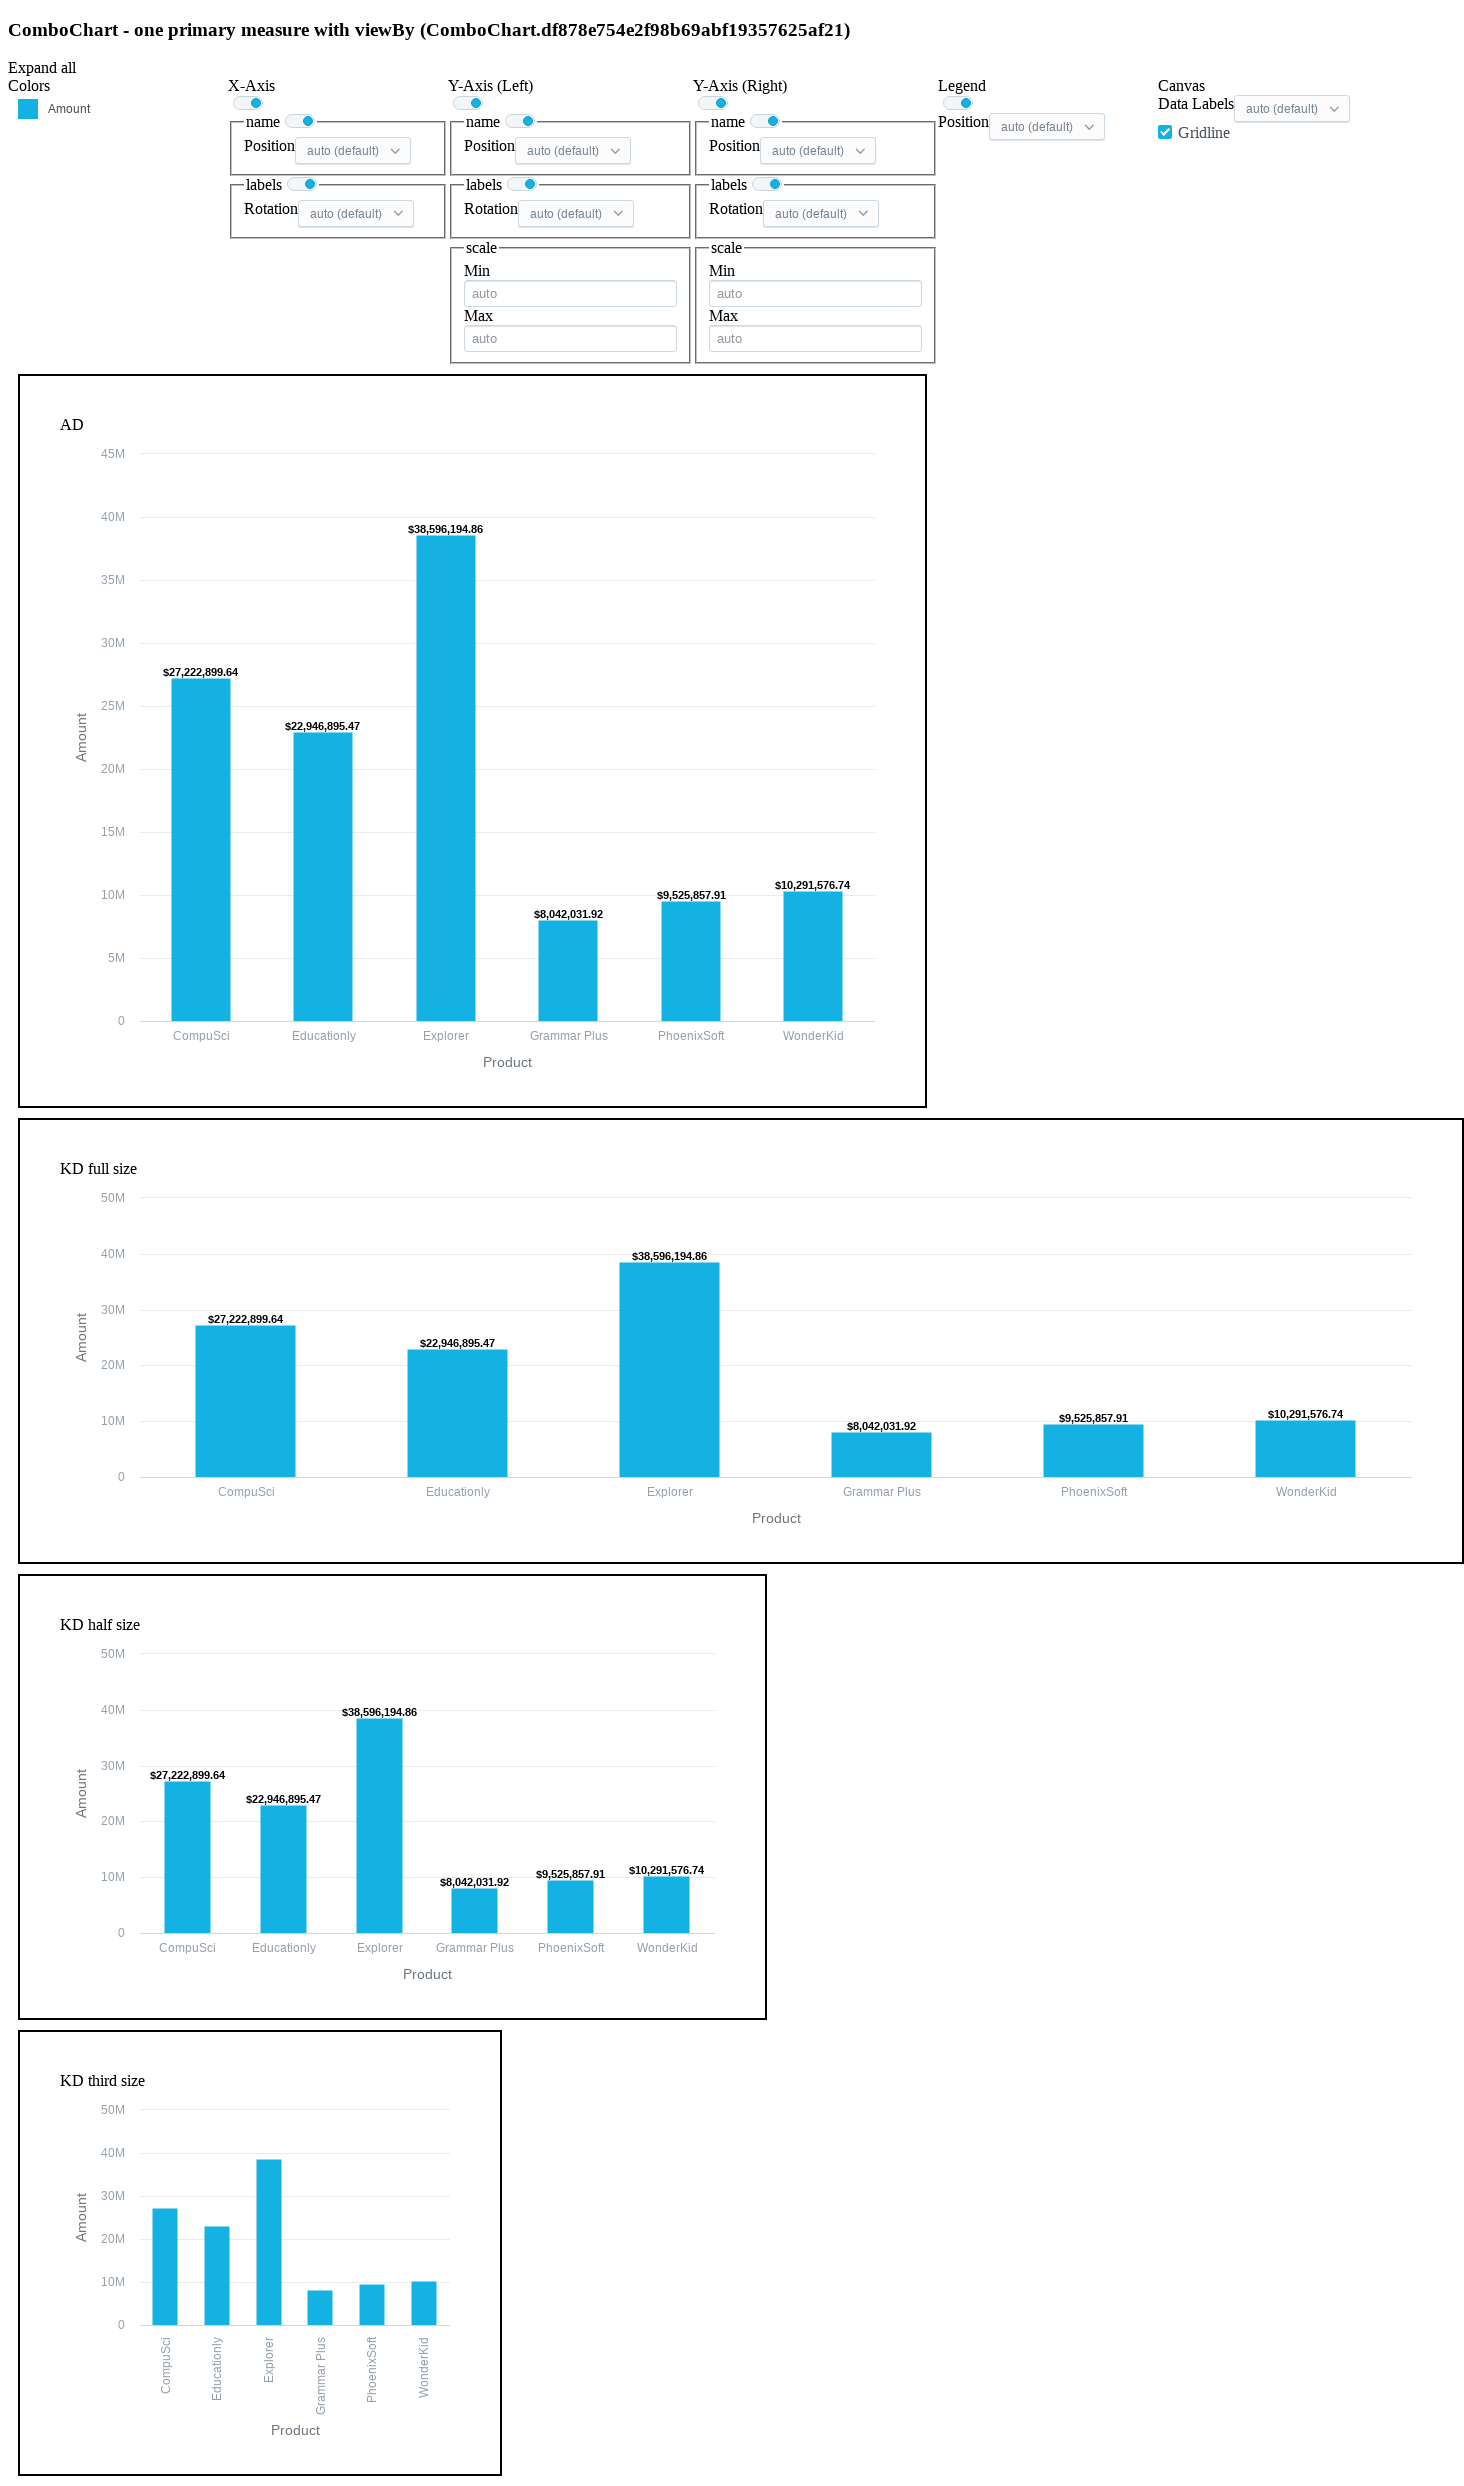 ComboChart - one primary measure with viewBy (ComboChart.df878e754e2f98b69abf19357625af21)
Expand all
Colors
Amount
X-Axis
name
Position auto (default)
labels
Rotation auto (default)
Y-Axis (Left)
name
Position auto (default)
labels
Rotation auto (default)
scale
Min
auto
Max
auto
Y-Axis (Right)
name
Position auto (default)
labels
Rotation auto (default)
scale
Min
auto
Max
auto
Legend
Position auto (default)
Canvas
Data Labels auto (default)
Gridline
AD
45M
40M
35M
30M
25M
20M
15M
10M
5M
0
Amount
$27,222,899.64
$22,946,895.47
$38,596,194.86
$8,042,031.92
$9,525,857.91
$10,291,576.74
CompuSci Educationly Explorer Grammar Plus PhoenixSoft WonderKid
Product
KD full size
50M
40M
30M
20M
10M
0
Amount
$27,222,899.64
$22,946,895.47
$38,596,194.86
$8,042,031.92
$9,525,857.91
$10,291,576.74
CompuSci Educationly Explorer Grammar Plus PhoenixSoft WonderKid
Product
KD half size
50M
40M
30M
20M
10M
0
Amount
$27,222,899.64
$22,946,895.47
$38,596,194.86
$8,042,031.92
$9,525,857.91
$10,291,576.74
CompuSci Educationly Explorer Grammar Plus PhoenixSoft WonderKid
Product
KD third size
50M
40M
30M
20M
10M
0
Amount
CompuSci
Educationly
Explorer
Grammar Plus
PhoenixSoft
WonderKid
Product